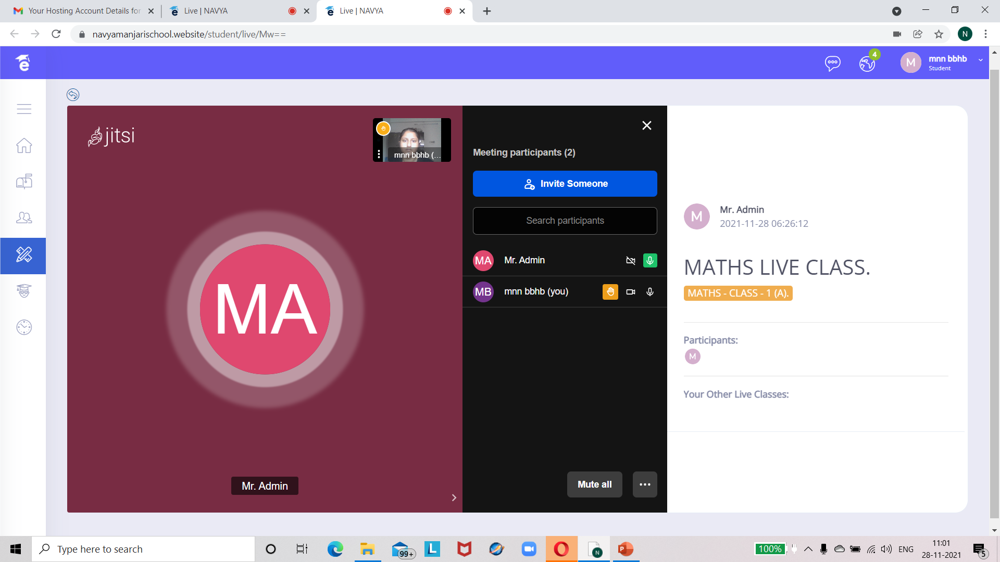 Your Hosting Account Details for
Live | NAVYA
Live | NAVYA
navyamanjarischool.website/student/live/Mw==
N
4
M
mnn bbhb
Student
jitsi
mnn bbhb (...
MA
Mr. Admin
Meeting participants (2)
Invite Someone
Search participants
MA Mr. Admin
MB mnn bbhb (you)
Mute all
M
Mr. Admin
2021-11-28 06:26:12
MATHS LIVE CLASS.
MATHS - CLASS - 1 (A).
Participants:
M
Your Other Live Classes:
Type here to search
99+
L
N
P
100%
ENG
11:01
28-11-2021
5